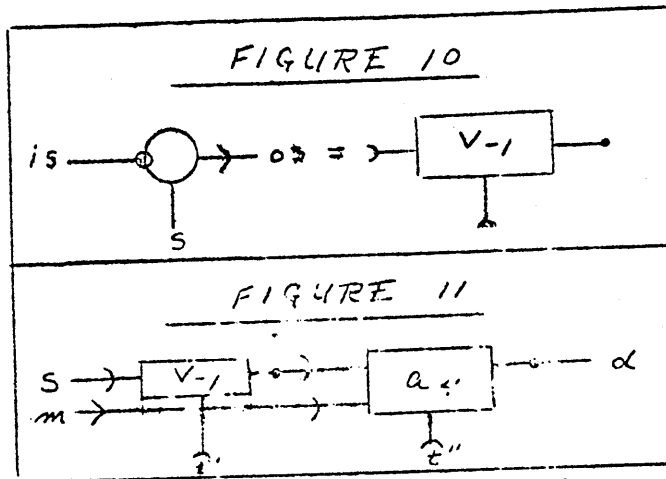 FIGURE 10
is
os = V-1
S
FIGURE 11
S V-1 α
m a
t' t"